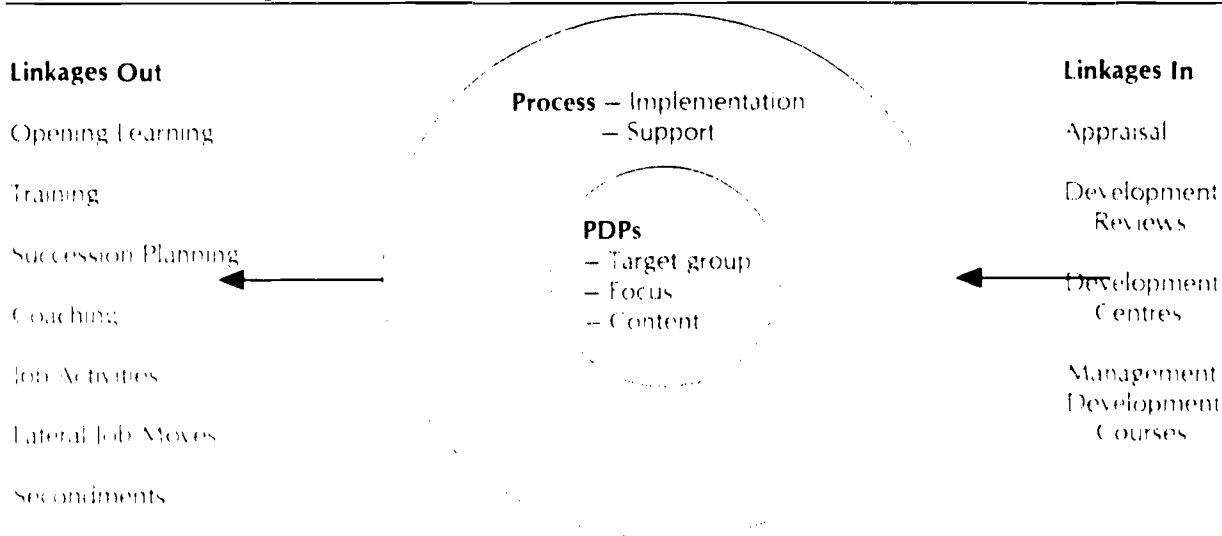 Linkages Out
Opening Learning
Training
Succession Planning
Coaching
Job Activities
Lateral Job Moves
Secondments
Process – Implementation
– Support
PDPs
– Target group
– Focus
– Content
Linkages In
Appraisal
Development
Reviews
Development
Centres
Management
Development
Courses